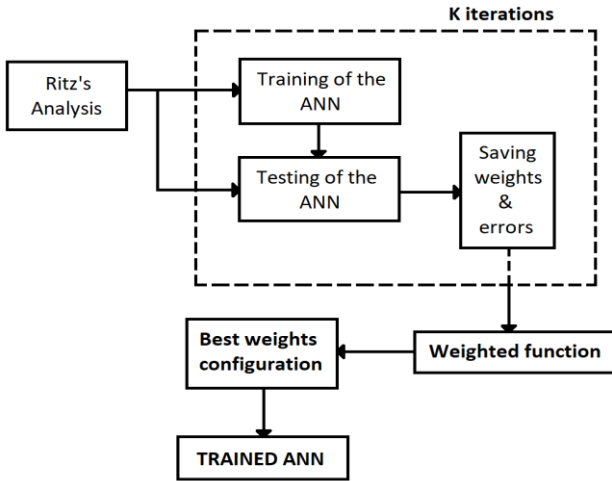 K iterations
Ritz's
Analysis
Training of the
ANN
Testing of the
ANN
Saving
weights
&
errors
Best weights
configuration
Weighted function
TRAINED ANN